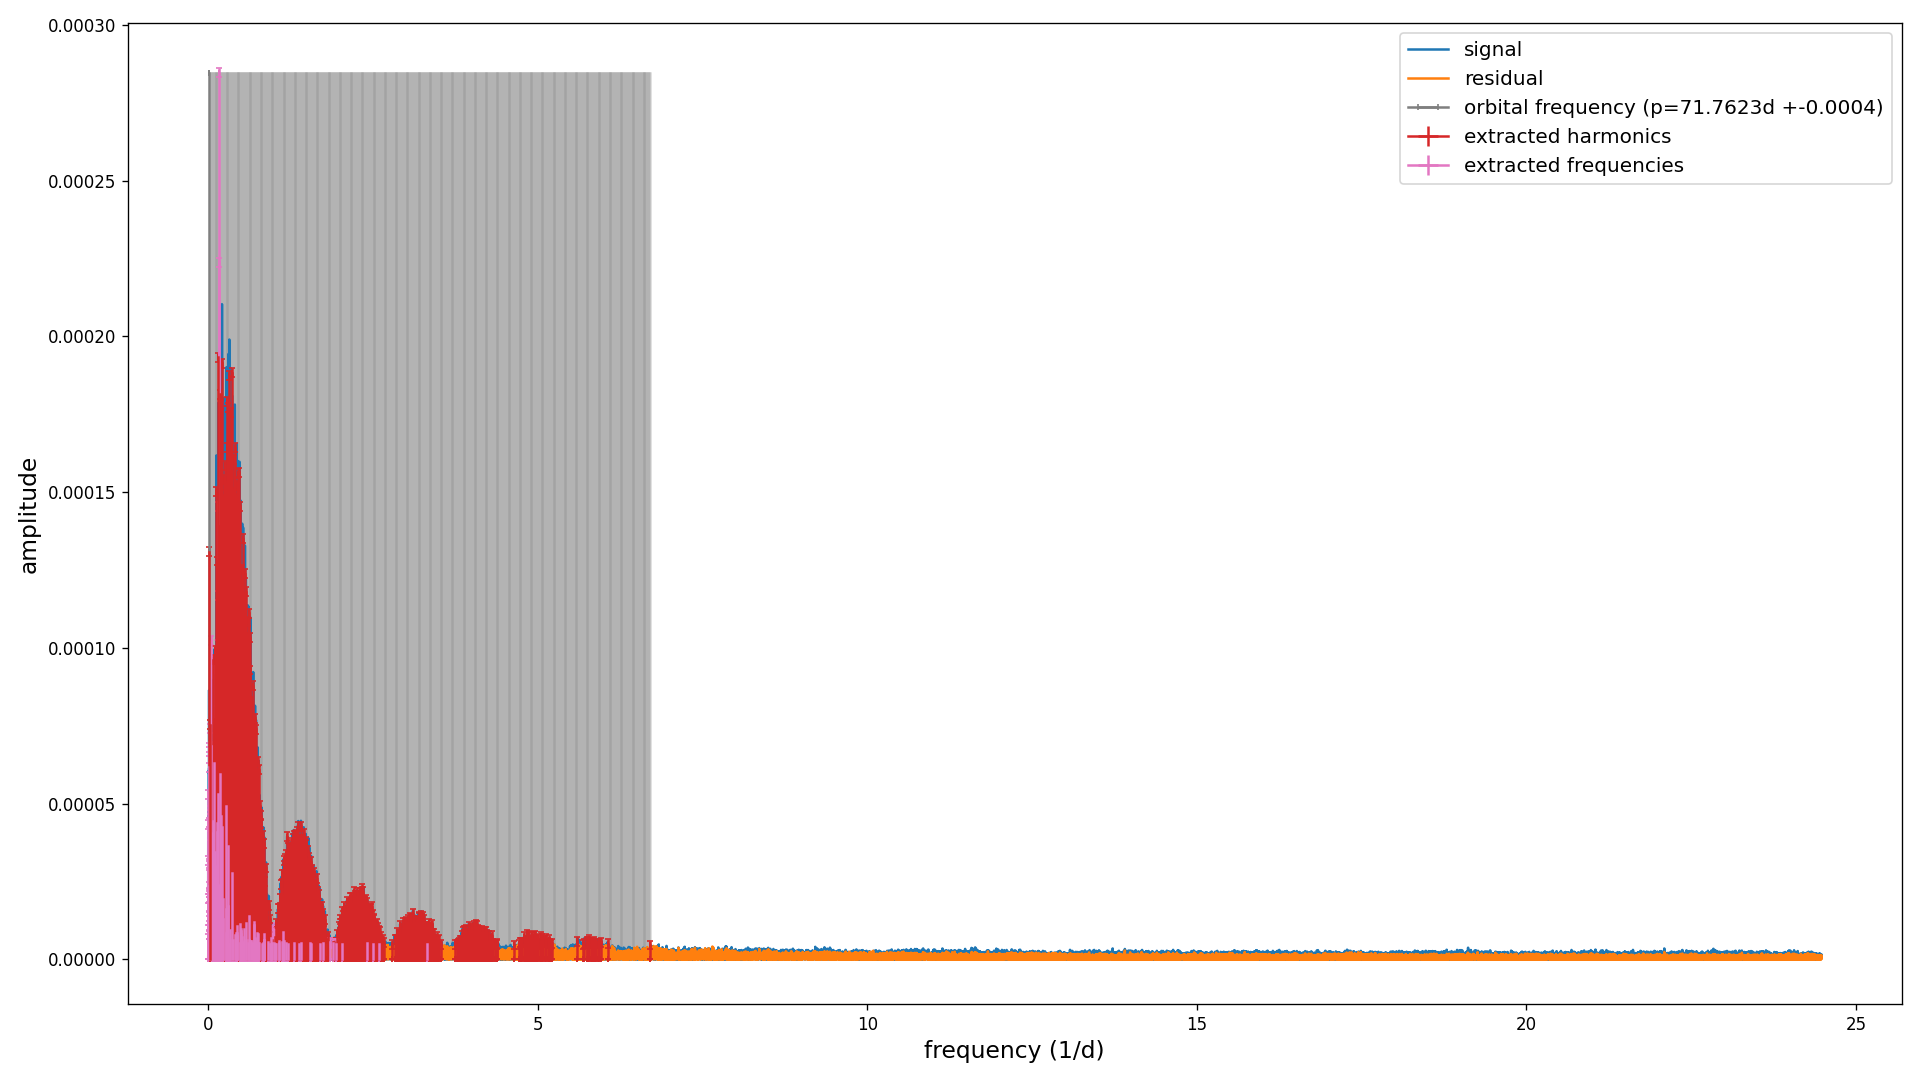 0.00030
0.00025
0.00020
0.00015
0.00010
0.00005
0.00000
amplitude
signal
residual
orbital frequency (p=71.7623d +-0.0004)
extracted harmonics
extracted frequencies
0 5 10 15 20 25
frequency (1/d)